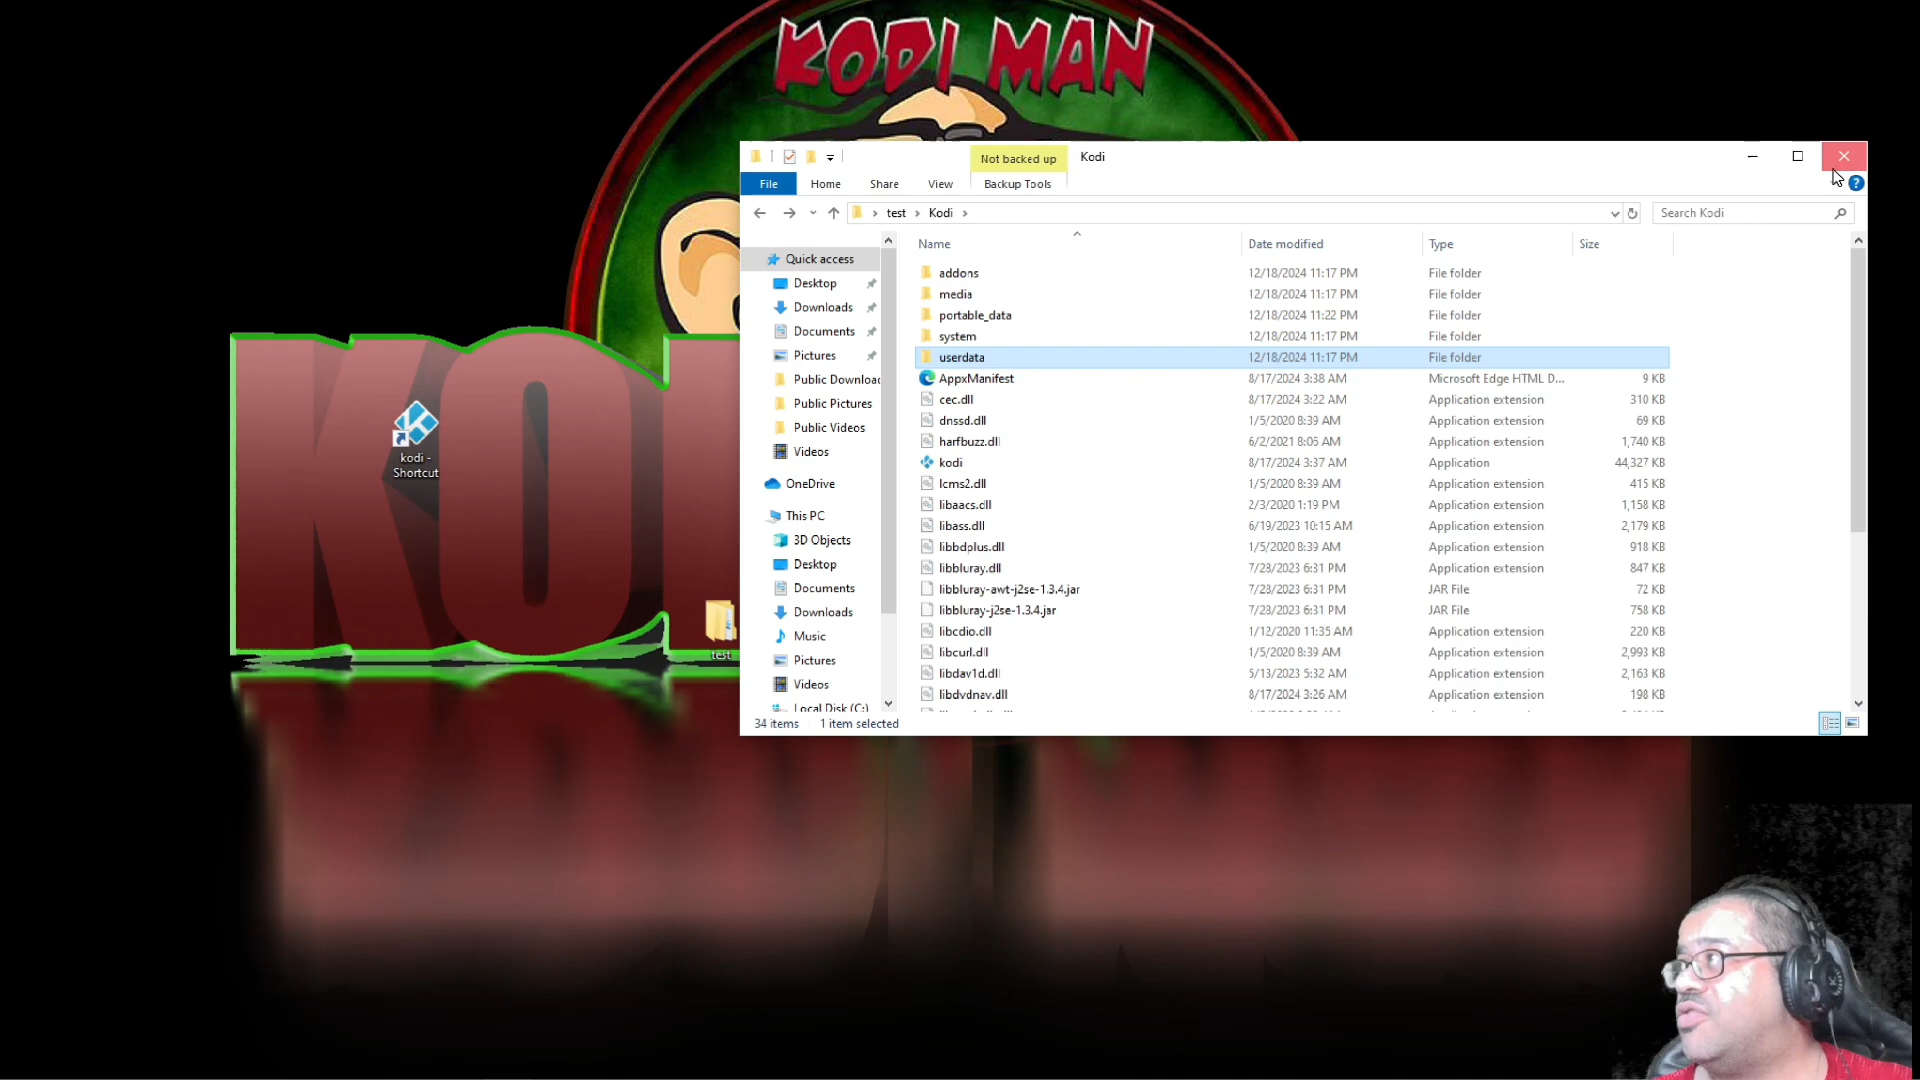 KODI MAN
Not backed up
Kodi
File
Home
Share
View
Backup Tools
test
Kodi
Search Kodi
Name
Date modified
Type
Size
Quick access
Desktop
Downloads
Documents
Pictures
Public Downloa
Public Pictures
Public Videos
Videos
OneDrive
This PC
3D Objects
Desktop
Documents
Downloads
Music
Pictures
Videos
Local Disk (C:)
addons 12/18/2024 11:17 PM File folder
media 12/18/2024 11:17 PM File folder
portable_data 12/18/2024 11:22 PM File folder
system 12/18/2024 11:17 PM File folder
userdata 12/18/2024 11:17 PM File folder
AppxManifest 8/17/2024 3:38 AM Microsoft Edge HTML D... 9 KB
cec.dll 8/17/2024 3:22 AM Application extension 310 KB
dnssd.dll 1/5/2020 8:39 AM Application extension 69 KB
harfbuzz.dll 6/2/2021 8:06 AM Application extension 1,740 KB
kodi 8/17/2024 3:37 AM Application 44,327 KB
lcms2.dll 1/5/2020 8:39 AM Application extension 415 KB
libaacs.dll 2/3/2020 1:19 PM Application extension 1,158 KB
libass.dll 6/19/2023 10:15 AM Application extension 2,179 KB
libbdplus.dll 1/5/2020 8:39 AM Application extension 918 KB
libbluray.dll 7/23/2023 6:31 PM Application extension 847 KB
libbluray-awt-j2se-1.3.4.jar 7/23/2023 6:31 PM JAR File 72 KB
libbluray-j2se-1.3.4.jar 7/23/2023 6:31 PM JAR File 758 KB
libcdio.dll 1/12/2020 11:35 AM Application extension 220 KB
libcurl.dll 1/5/2020 8:39 AM Application extension 2,993 KB
libdav1d.dll 5/13/2023 5:32 AM Application extension 2,163 KB
libdvdnav.dll 8/17/2024 3:26 AM Application extension 198 KB
34 items
1 item selected
kodi -
Shortcut
test
KO